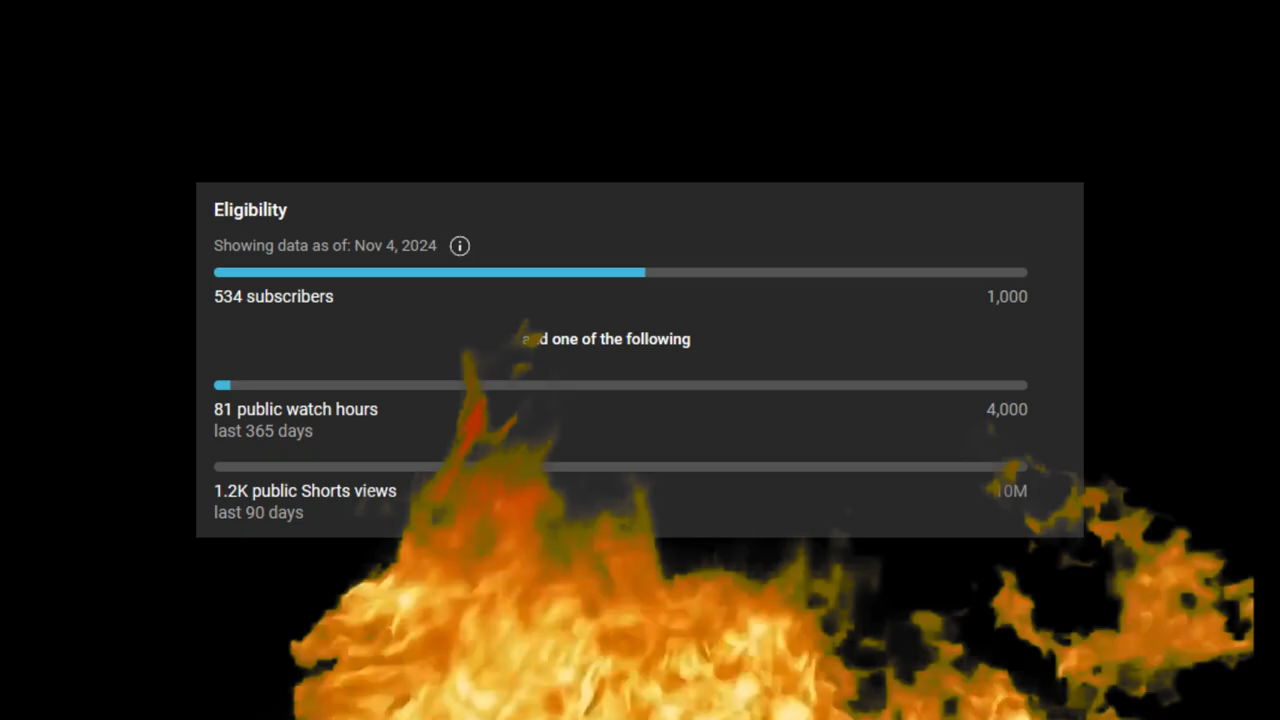 Eligibility
Showing data as of: Nov 4, 2024
534 subscribers 1,000
and one of the following
81 public watch hours 4,000
last 365 days
1.2K public Shorts views 10M
last 90 days